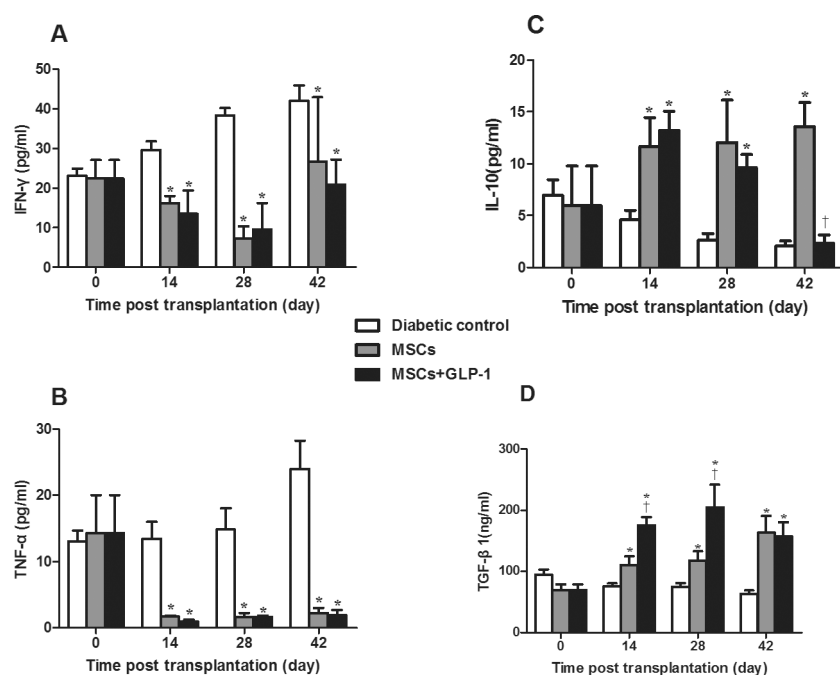 A
50
40
30
20
10
0
IFN-γ (pg/ml)
* * * * * *
0 14 28 42
Time post transplantation (day)
C
20
15
10
5
0
IL-10(pg/ml)
* * * * * †
0 14 28 42
Time post transplantation (day)
Diabetic control
MSCs
MSCs+GLP-1
B
30
20
10
0
TNF-α (pg/ml)
* * * * * *
0 14 28 42
Time post transplantation (day)
D
300
200
100
0
TGF-β 1(ng/ml)
* * † * * † * *
0 14 28 42
Time post transplantation (day)